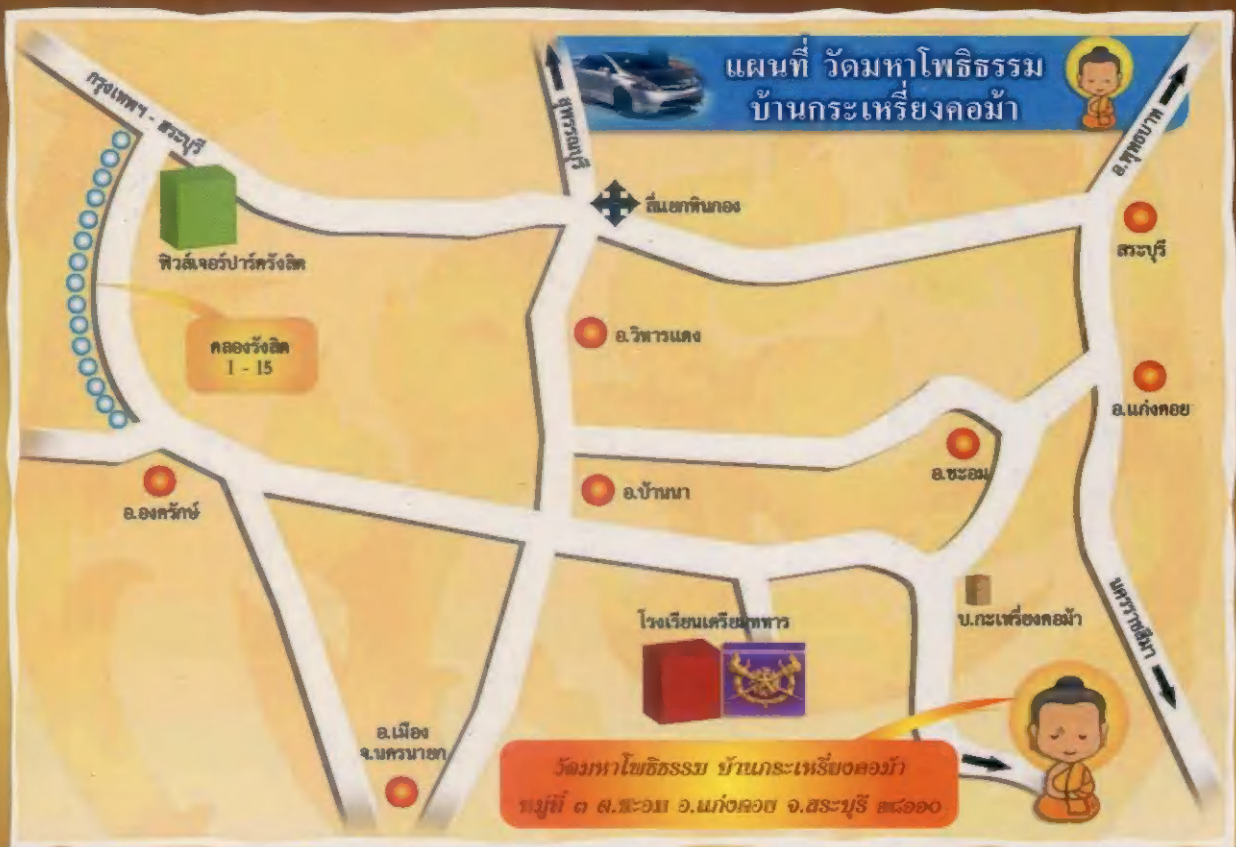 แผนที่ วัดมหาโพธิธรรม
บ้านกระเหรี่ยงคอม้า
กรุงเทพฯ - สระบุรี
สุพรรณบุรี
อ.พุทธบาท
สี่แยกหินกอง
สระบุรี
ฟิวส์เจอร์ปาร์ครังสิต
คลองรังสิต
1 - 15
อ.วิหารแดง
อ.แก่งคอย
อ.ชะอม
อ.องครักษ์
อ.บ้านนา
โรงเรียนเตรียมทหาร
บ.กะเหรี่ยงคอม้า
นครราชสีมา
อ.เมือง
จ.นครนายก
วัดมหาโพธิธรรม บ้านกระเหรี่ยงคอม้า
หมู่ที่ ๓ ต.ชะอม อ.แก่งคอย จ.สระบุรี ๑๘๑๑๐